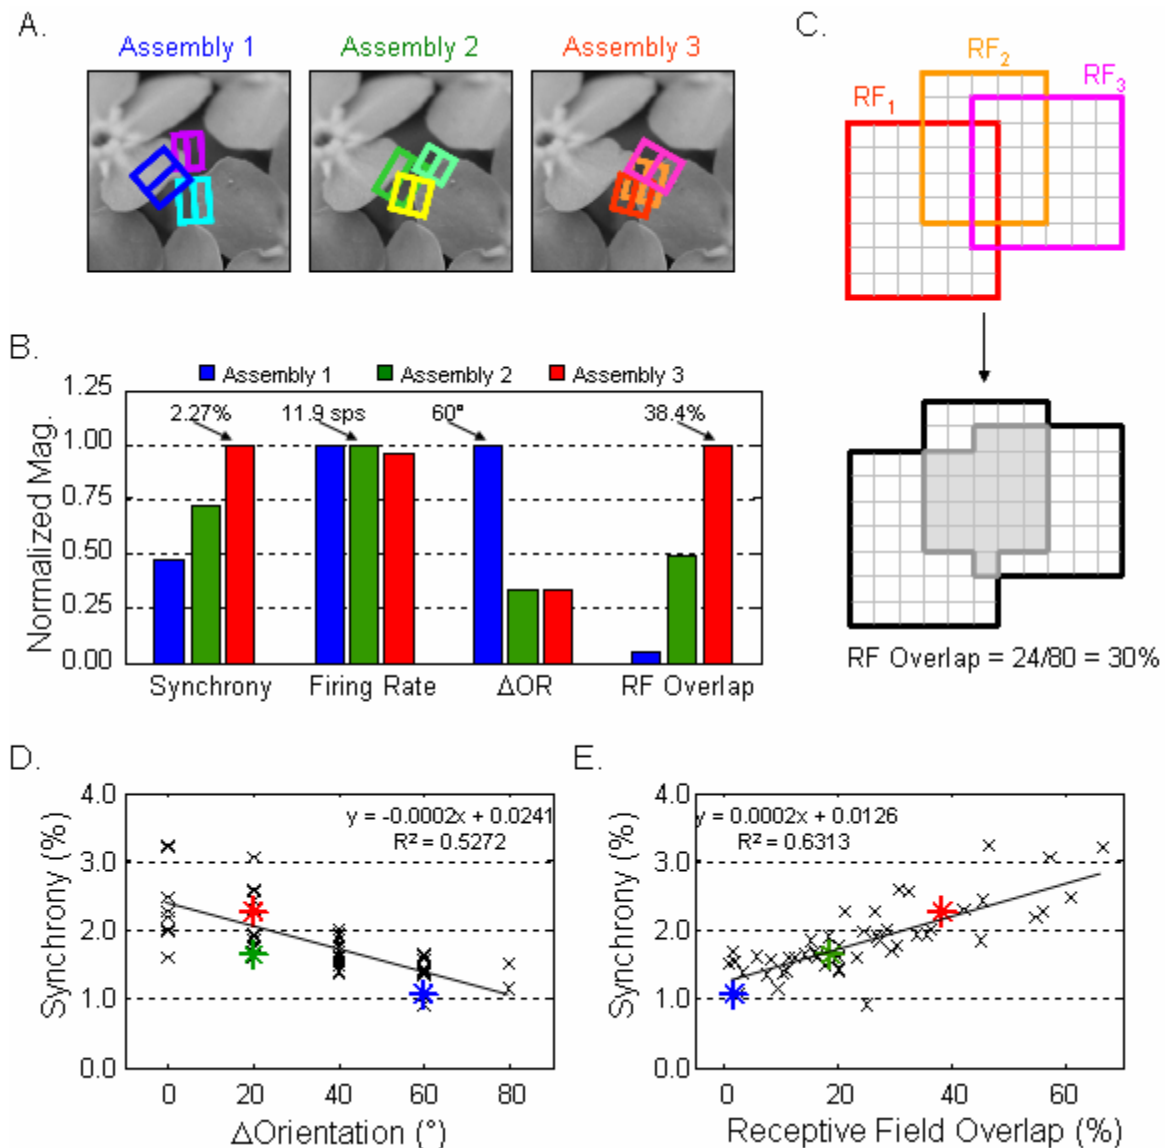 A.
Assembly 1
Assembly 2
Assembly 3
C.
RF1
RF2
RF3
RF Overlap = 24/80 = 30%
B.
Assembly 1
Assembly 2
Assembly 3
Normalized Mag.
1.25
1.00
0.75
0.50
0.25
0.00
2.27%
11.9 sps
60°
38.4%
Synchrony
Firing Rate
ΔOR
RF Overlap
D.
Synchrony (%)
4.0
3.0
2.0
1.0
0.0
y = -0.0002x + 0.0241
R² = 0.5272
0 20 40 60 80
ΔOrientation (°)
E.
Synchrony (%)
4.0
3.0
2.0
1.0
0.0
y = 0.0002x + 0.0126
R² = 0.6313
0 20 40 60
Receptive Field Overlap (%)